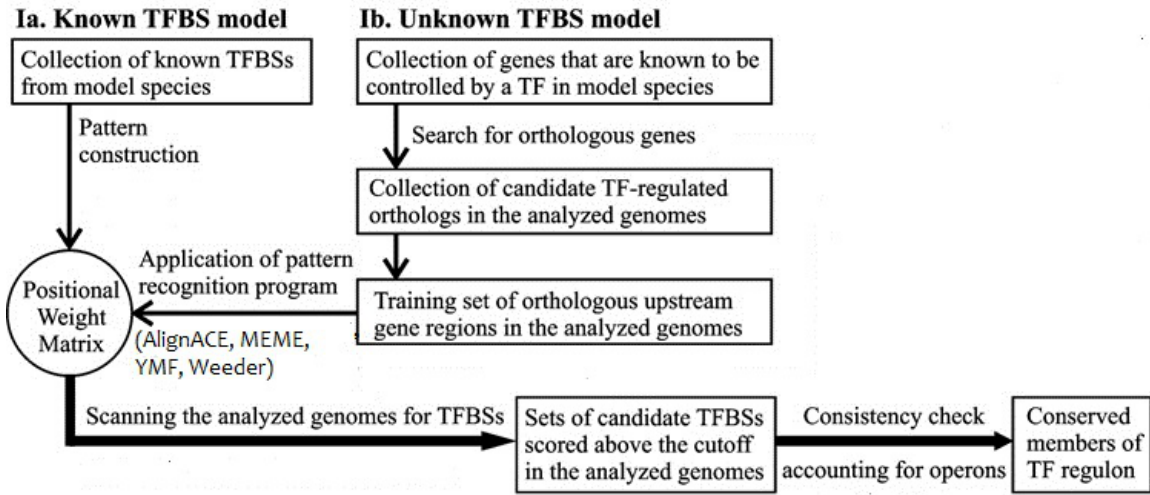 Ia. Known TFBS model
Collection of known TFBSs
from model species
Pattern
construction
Ib. Unknown TFBS model
Collection of genes that are known to be
controlled by a TF in model species
Search for orthologous genes
Collection of candidate TF-regulated
orthologs in the analyzed genomes
Training set of orthologous upstream
gene regions in the analyzed genomes
Application of pattern
recognition program
(AlignACE, MEME,
YMF, Weeder)
Positional
Weight
Matrix
Scanning the analyzed genomes for TFBSs
Sets of candidate TFBSs
scored above the cutoff
in the analyzed genomes
Consistency check
accounting for operons
Conserved
members of
TF regulon